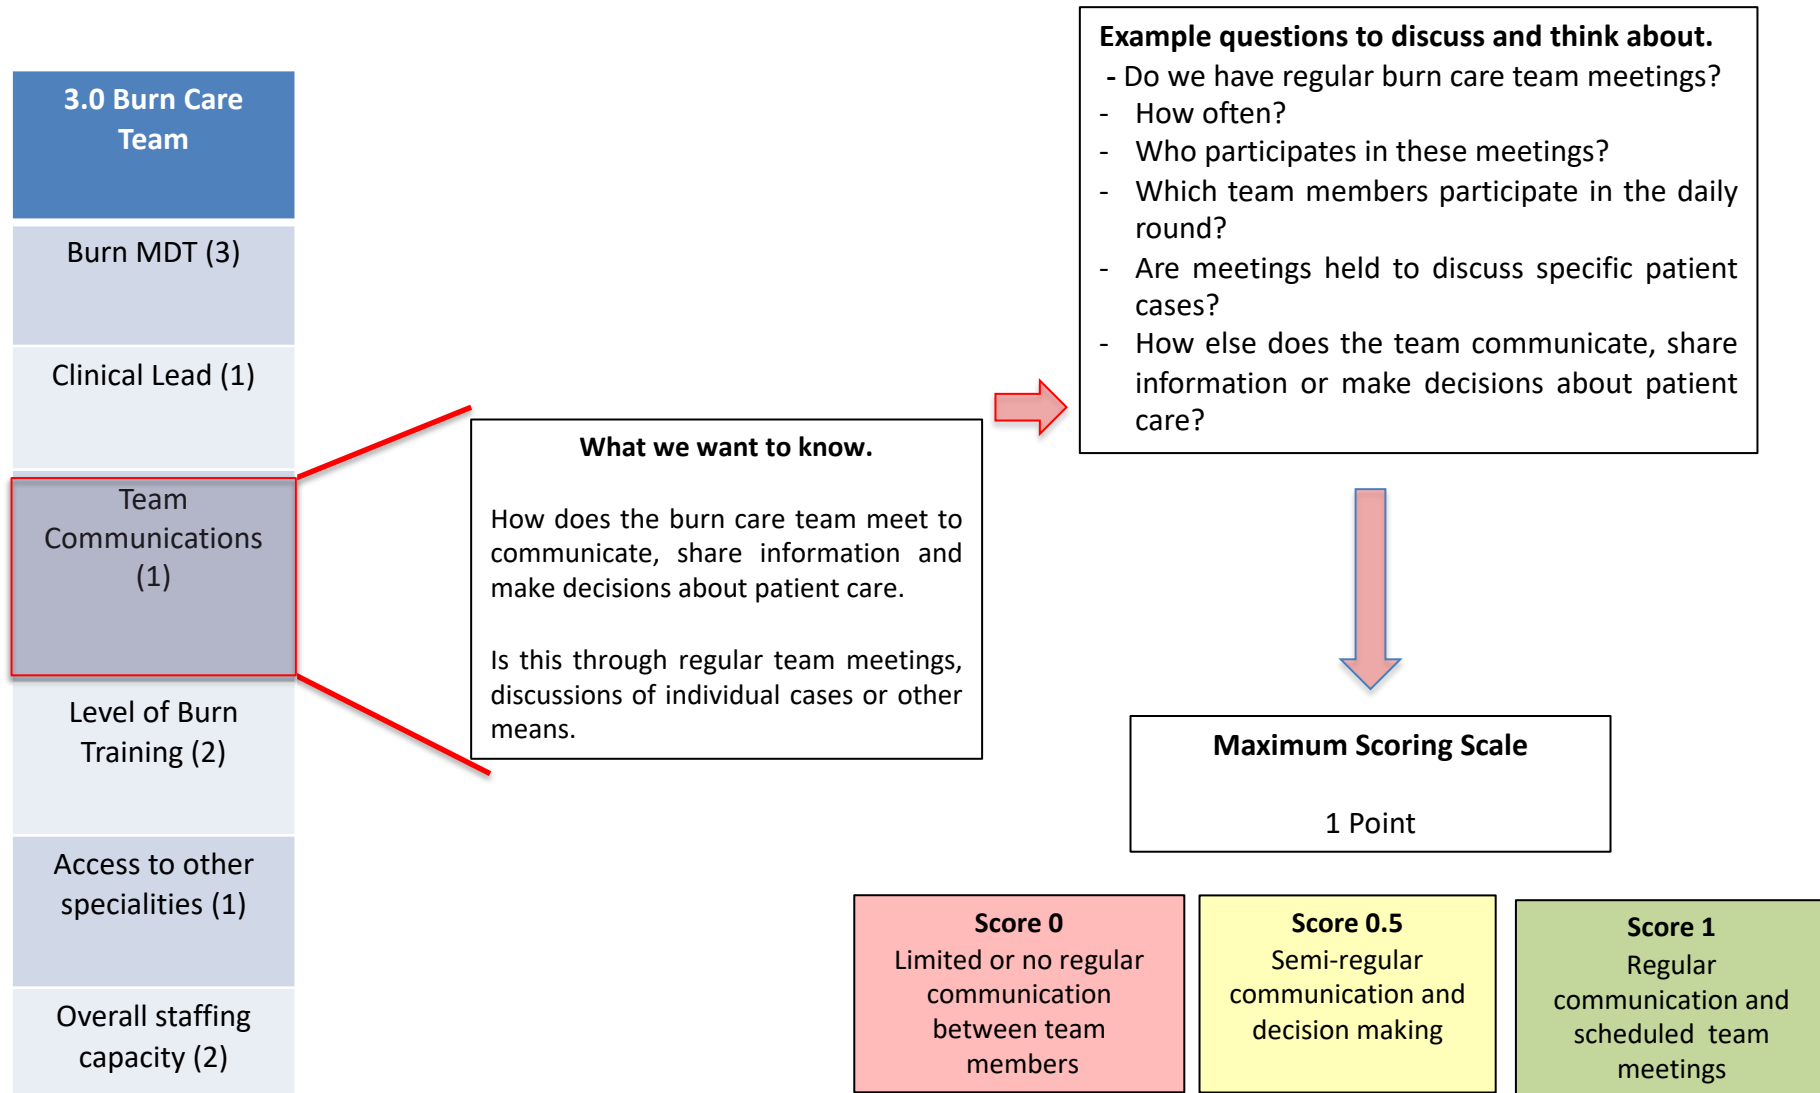 3.0 Burn Care
Team
Burn MDT (3)
Clinical Lead (1)
Team
Communications
(1)
Level of Burn
Training (2)
Access to other
specialities (1)
Overall staffing
capacity (2)
What we want to know.
How does the burn care team meet to
communicate, share information and
make decisions about patient care.
Is this through regular team meetings,
discussions of individual cases or other
means.
Example questions to discuss and think about.
- Do we have regular burn care team meetings?
- How often?
- Who participates in these meetings?
- Which team members participate in the daily
round?
- Are meetings held to discuss specific patient
cases?
- How else does the team communicate, share
information or make decisions about patient
care?
Maximum Scoring Scale
1 Point
Score 0
Limited or no regular
communication
between team
members
Score 0.5
Semi-regular
communication and
decision making
Score 1
Regular
communication and
scheduled team
meetings